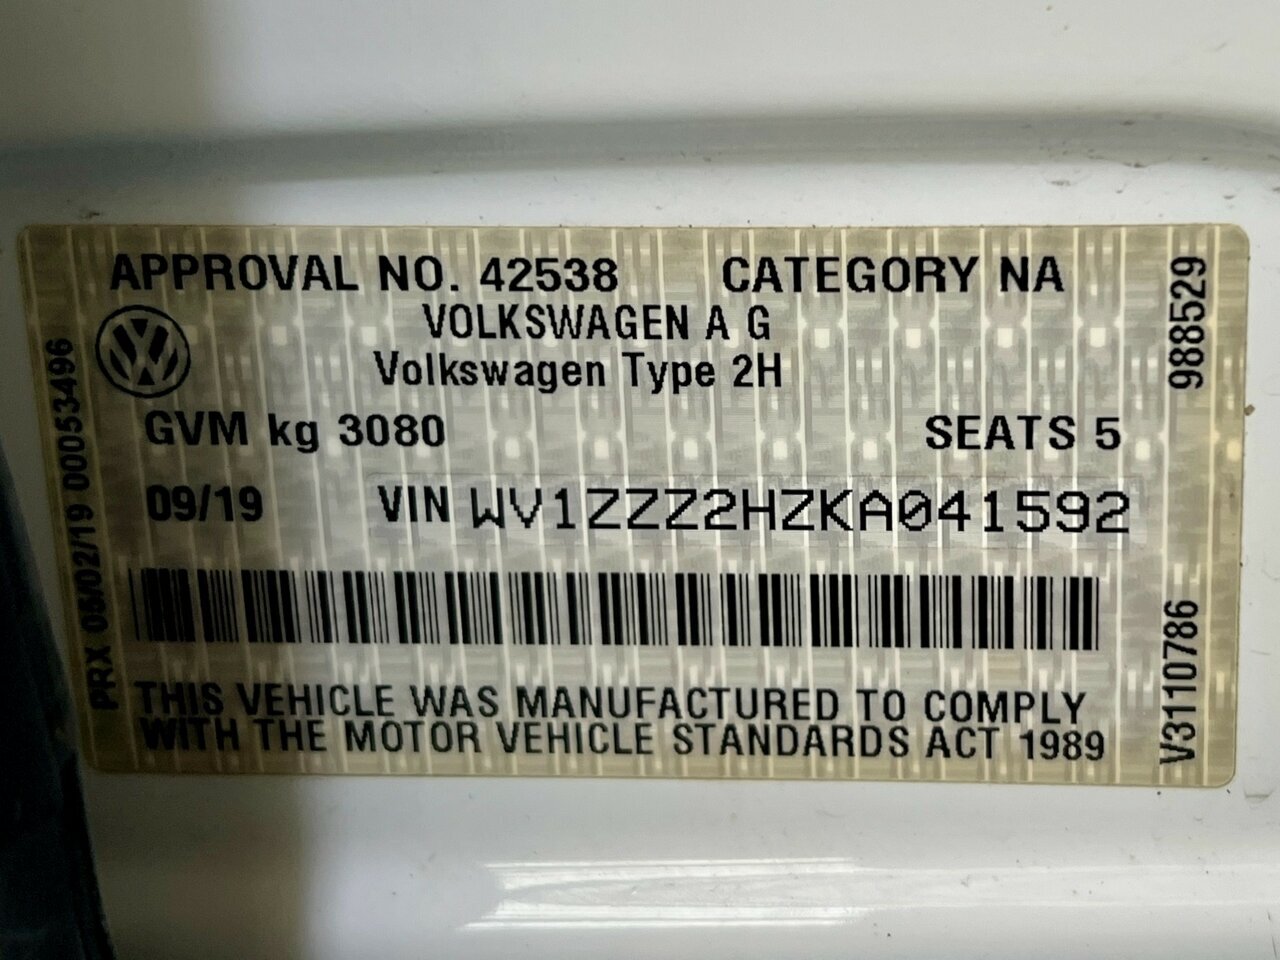 APPROVAL NO. 42538 CATEGORY NA
VOLKSWAGEN A G
Volkswagen Type 2H
GVM kg 3080 SEATS 5
09/19 VIN WV1ZZZ2HZKA041592
THIS VEHICLE WAS MANUFACTURED TO COMPLY
WITH THE MOTOR VEHICLE STANDARDS ACT 1989
PRX 05/02/19 00053496
988529
V3110786